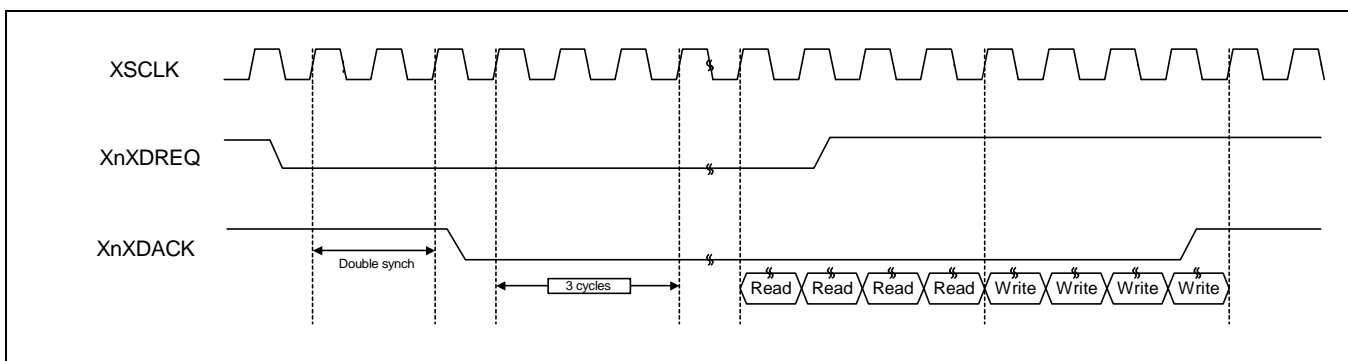 XSCLK
XnXDREQ
XnXDACK
Double synch
3 cycles
Read Read Read Read Write Write Write Write